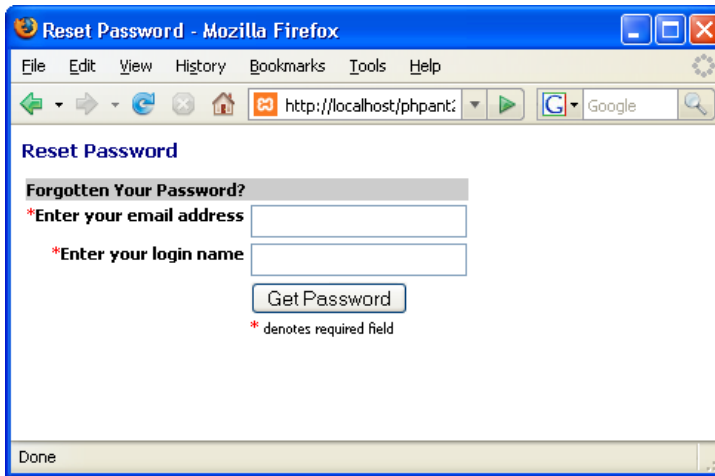 Reset Password - Mozilla Firefox
File Edit View History Bookmarks Tools Help
http://localhost/phpant2 G Google
Reset Password
Forgotten Your Password?
*Enter your email address
*Enter your login name
Get Password
* denotes required field
Done